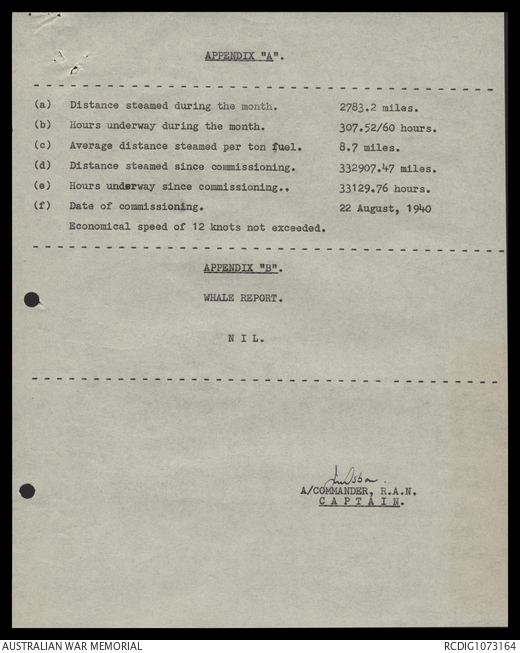 APPENDIX "A".
(a) Distance steamed during the month. 2783.2 miles.
(b) Hours underway during the month. 307.52/60 hours.
(c) Average distance steamed per ton fuel. 8.7 miles.
(d) Distance steamed since commissioning. 332907.47 miles.
(e) Hours underway since commissioning.. 33129.76 hours.
(f) Date of commissioning. 22 August, 1940
Economical speed of 12 knots not exceeded.
APPENDIX "B".
WHALE REPORT.
N I L.
A/COMMANDER, R.A.N.
C A P T A I N.
AUSTRALIAN WAR MEMORIAL
RCDIG1073164